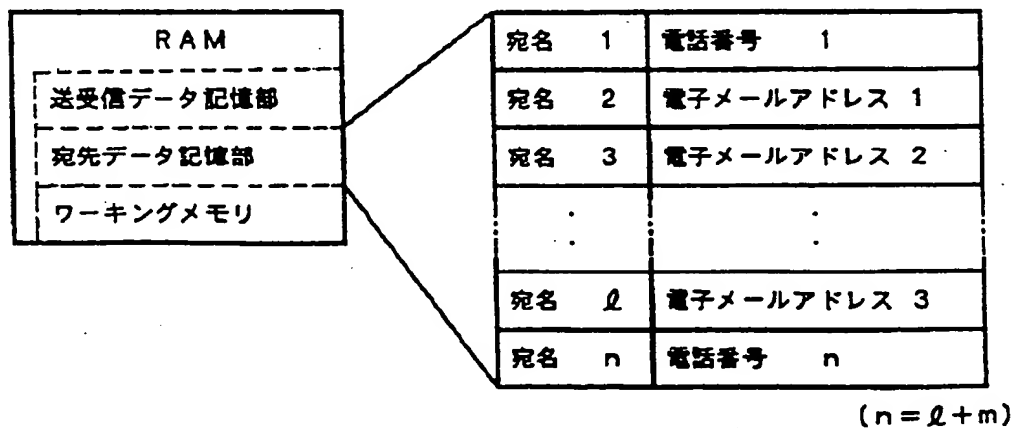 RAM
送受信データ記憶部
宛先データ記憶部
ワーキングメモリ
宛名 1 電話番号 1
宛名 2 電子メールアドレス 1
宛名 3 電子メールアドレス 2
宛名 ℓ 電子メールアドレス 3
宛名 n 電話番号 n
(n=ℓ+m)